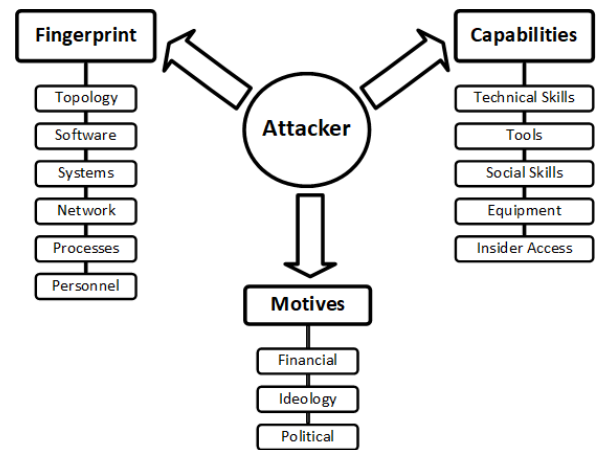 Fingerprint
Topology
Software
Systems
Network
Processes
Personnel
Attacker
Capabilities
Technical Skills
Tools
Social Skills
Equipment
Insider Access
Motives
Financial
Ideology
Political